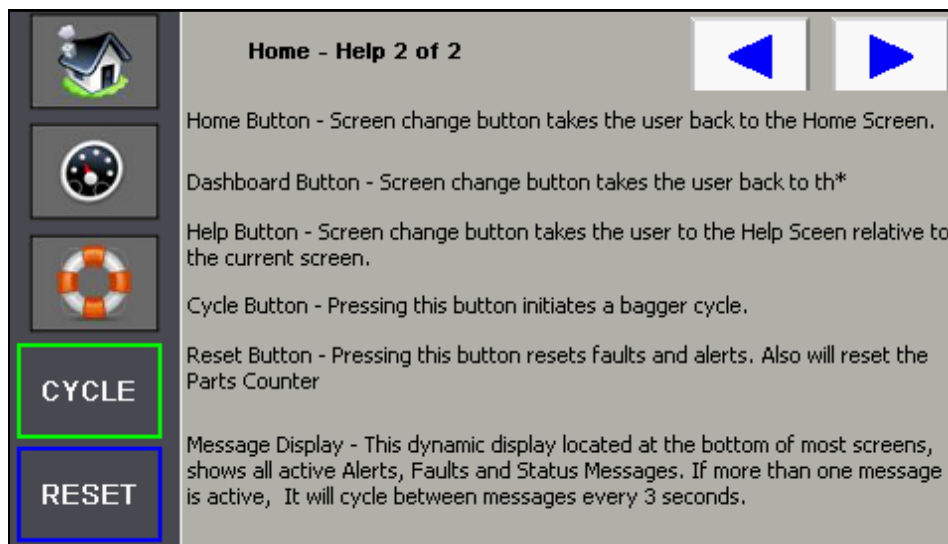 Home - Help 2 of 2
Home Button - Screen change button takes the user back to the Home Screen.
Dashboard Button - Screen change button takes the user back to th*
Help Button - Screen change button takes the user to the Help Sceen relative to
the current screen.
Cycle Button - Pressing this button initiates a bagger cycle.
Reset Button - Pressing this button resets faults and alerts. Also will reset the
Parts Counter
Message Display - This dynamic display located at the bottom of most screens,
shows all active Alerts, Faults and Status Messages. If more than one message
is active,  It will cycle between messages every 3 seconds.
CYCLE
RESET